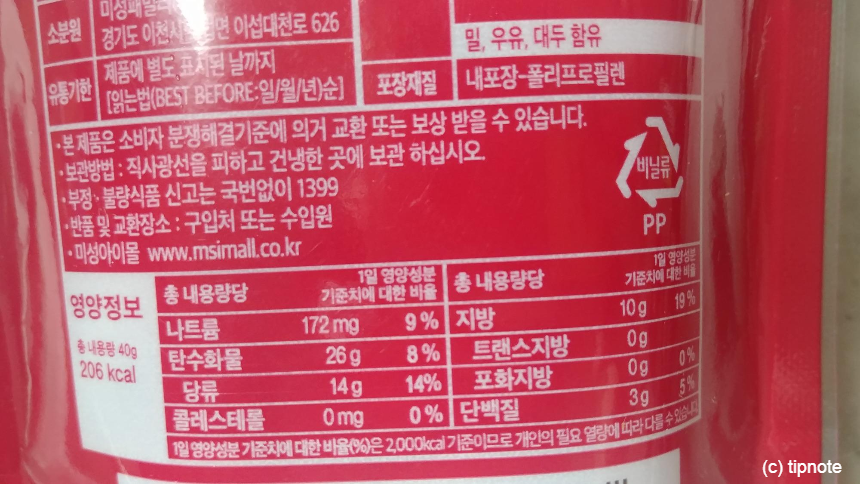 소분원
미성패밀리
경기도 이천시 면 이섭대천로 626
유통기한
제품에 별도 표시된 날까지
[읽는법(BEST BEFORE:일/월/년)순]
밀, 우유, 대두 함유
포장재질
내포장-폴리프로필렌
·본 제품은 소비자 분쟁해결기준에 의거 교환 또는 보상 받을 수 있습니다.
·보관방법 : 직사광선을 피하고 건냉한 곳에 보관 하십시오.
·부정·불량식품 신고는 국번없이 1399
·반품 및 교환장소 : 구입처 또는 수입원
·미성아이몰 www.msimall.co.kr
비닐류
PP
영양정보
총 내용량 40g
206 kcal
총 내용량당 1일 영양성분 기준치에 대한 비율
나트륨 172 mg 9 %
탄수화물 26 g 8 %
당류 14 g 14%
콜레스테롤 0 mg 0 %
총 내용량당 1일 영양성분 기준치에 대한 비율
지방 10 g 19 %
트랜스지방 0 g
포화지방 0 g 0 %
단백질 3 g 5 %
1일 영양성분 기준치에 대한 비율(%)은 2,000kcal 기준이므로 개인의 필요 열량에 따라 다를 수 있습니다
(c) tipnote